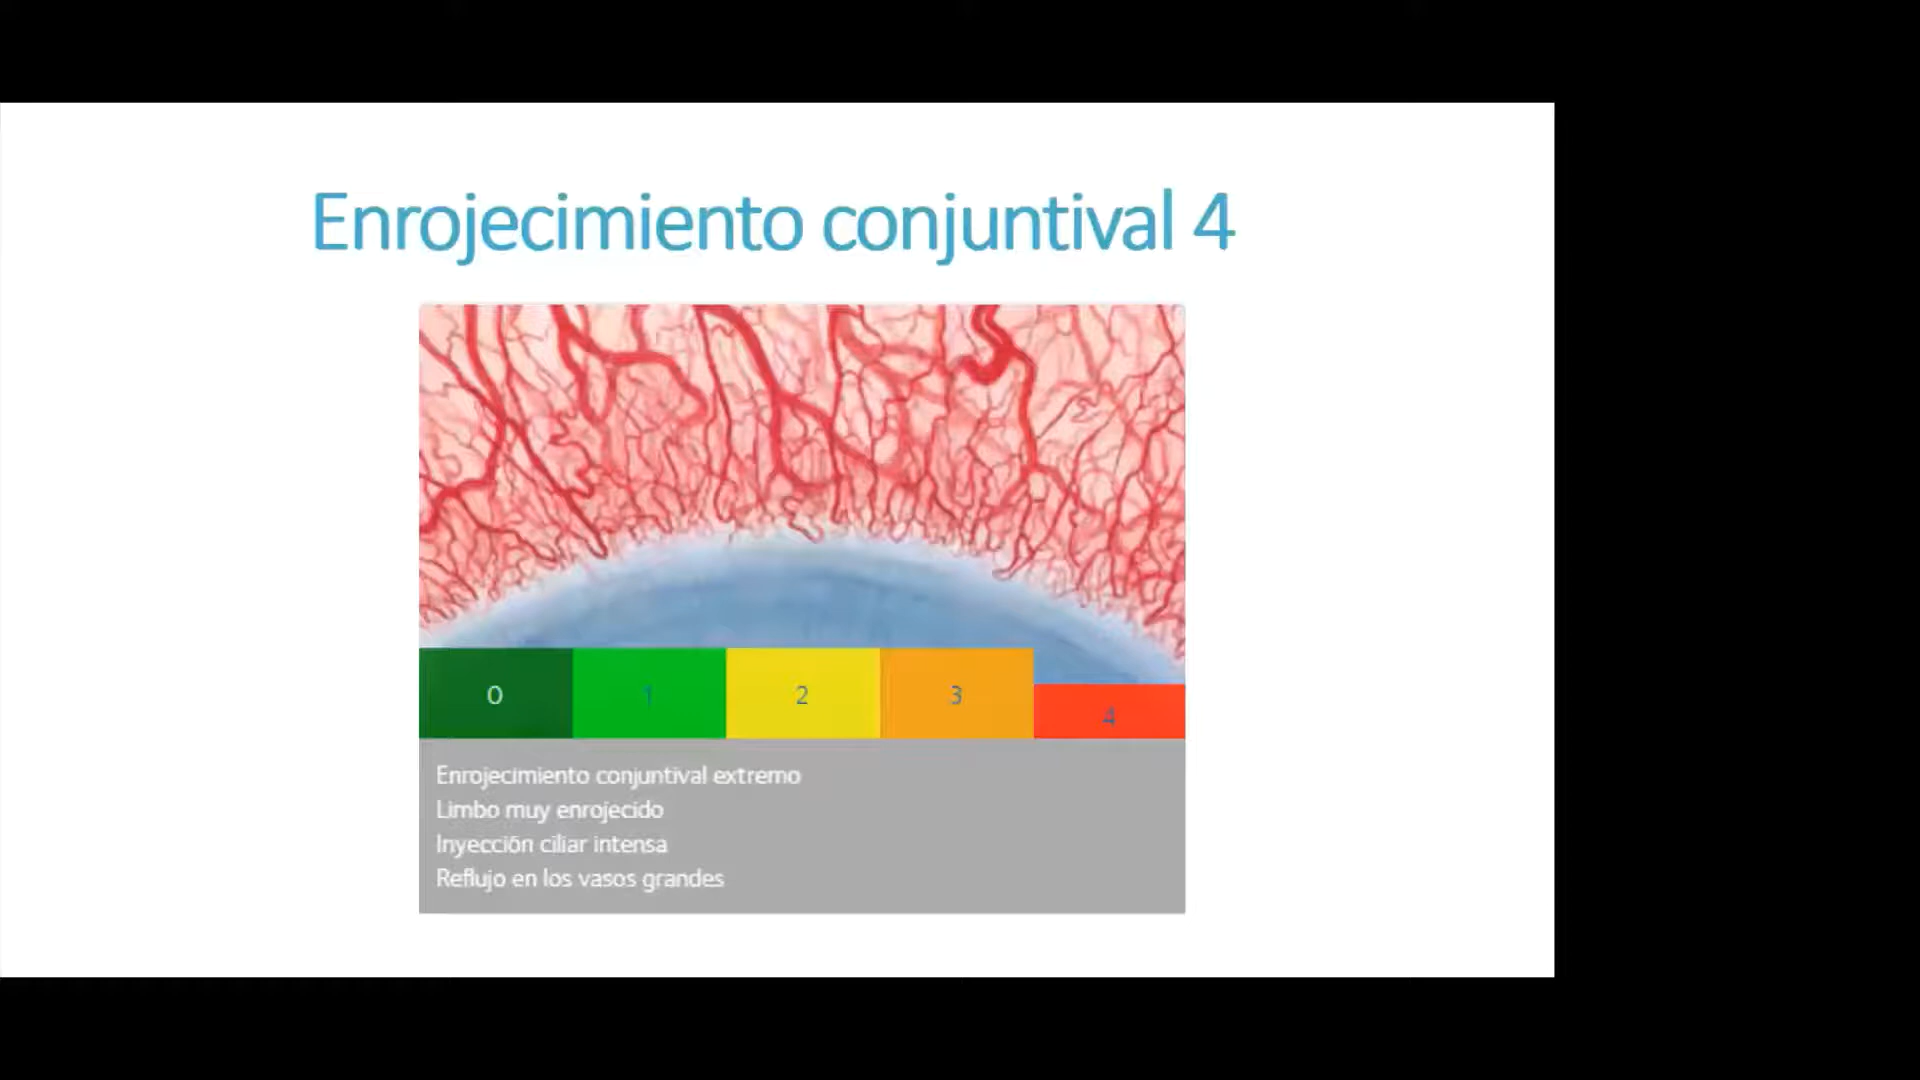 Enrojecimiento conjuntival 4
0 1 2 3 4
Enrojecimiento conjuntival extremo
Limbo muy enrojecido
Inyección ciliar intensa
Reflujo en los vasos grandes